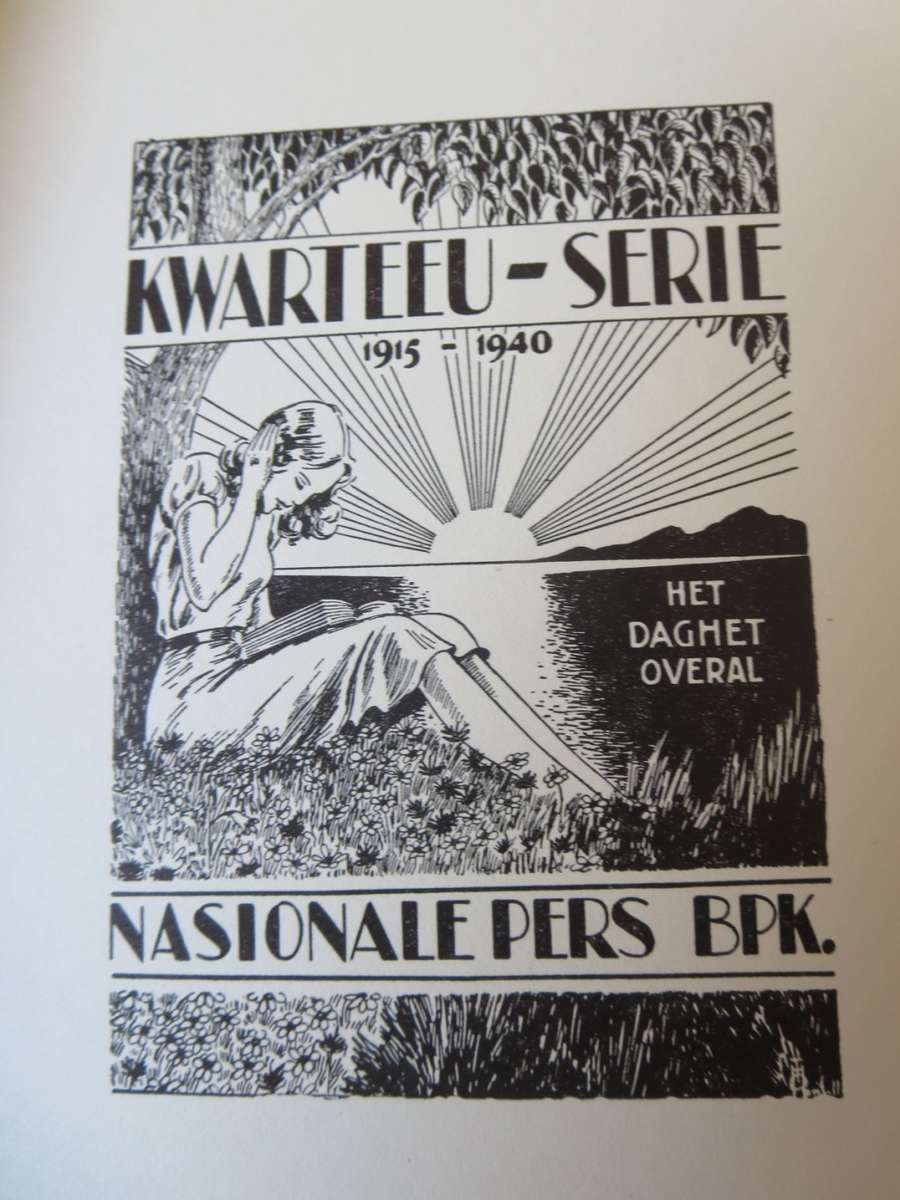 KWARTEEU - SERIE
1915 - 1940
HET
DAGHET
OVERAL
NASIONALE PERS BPK.